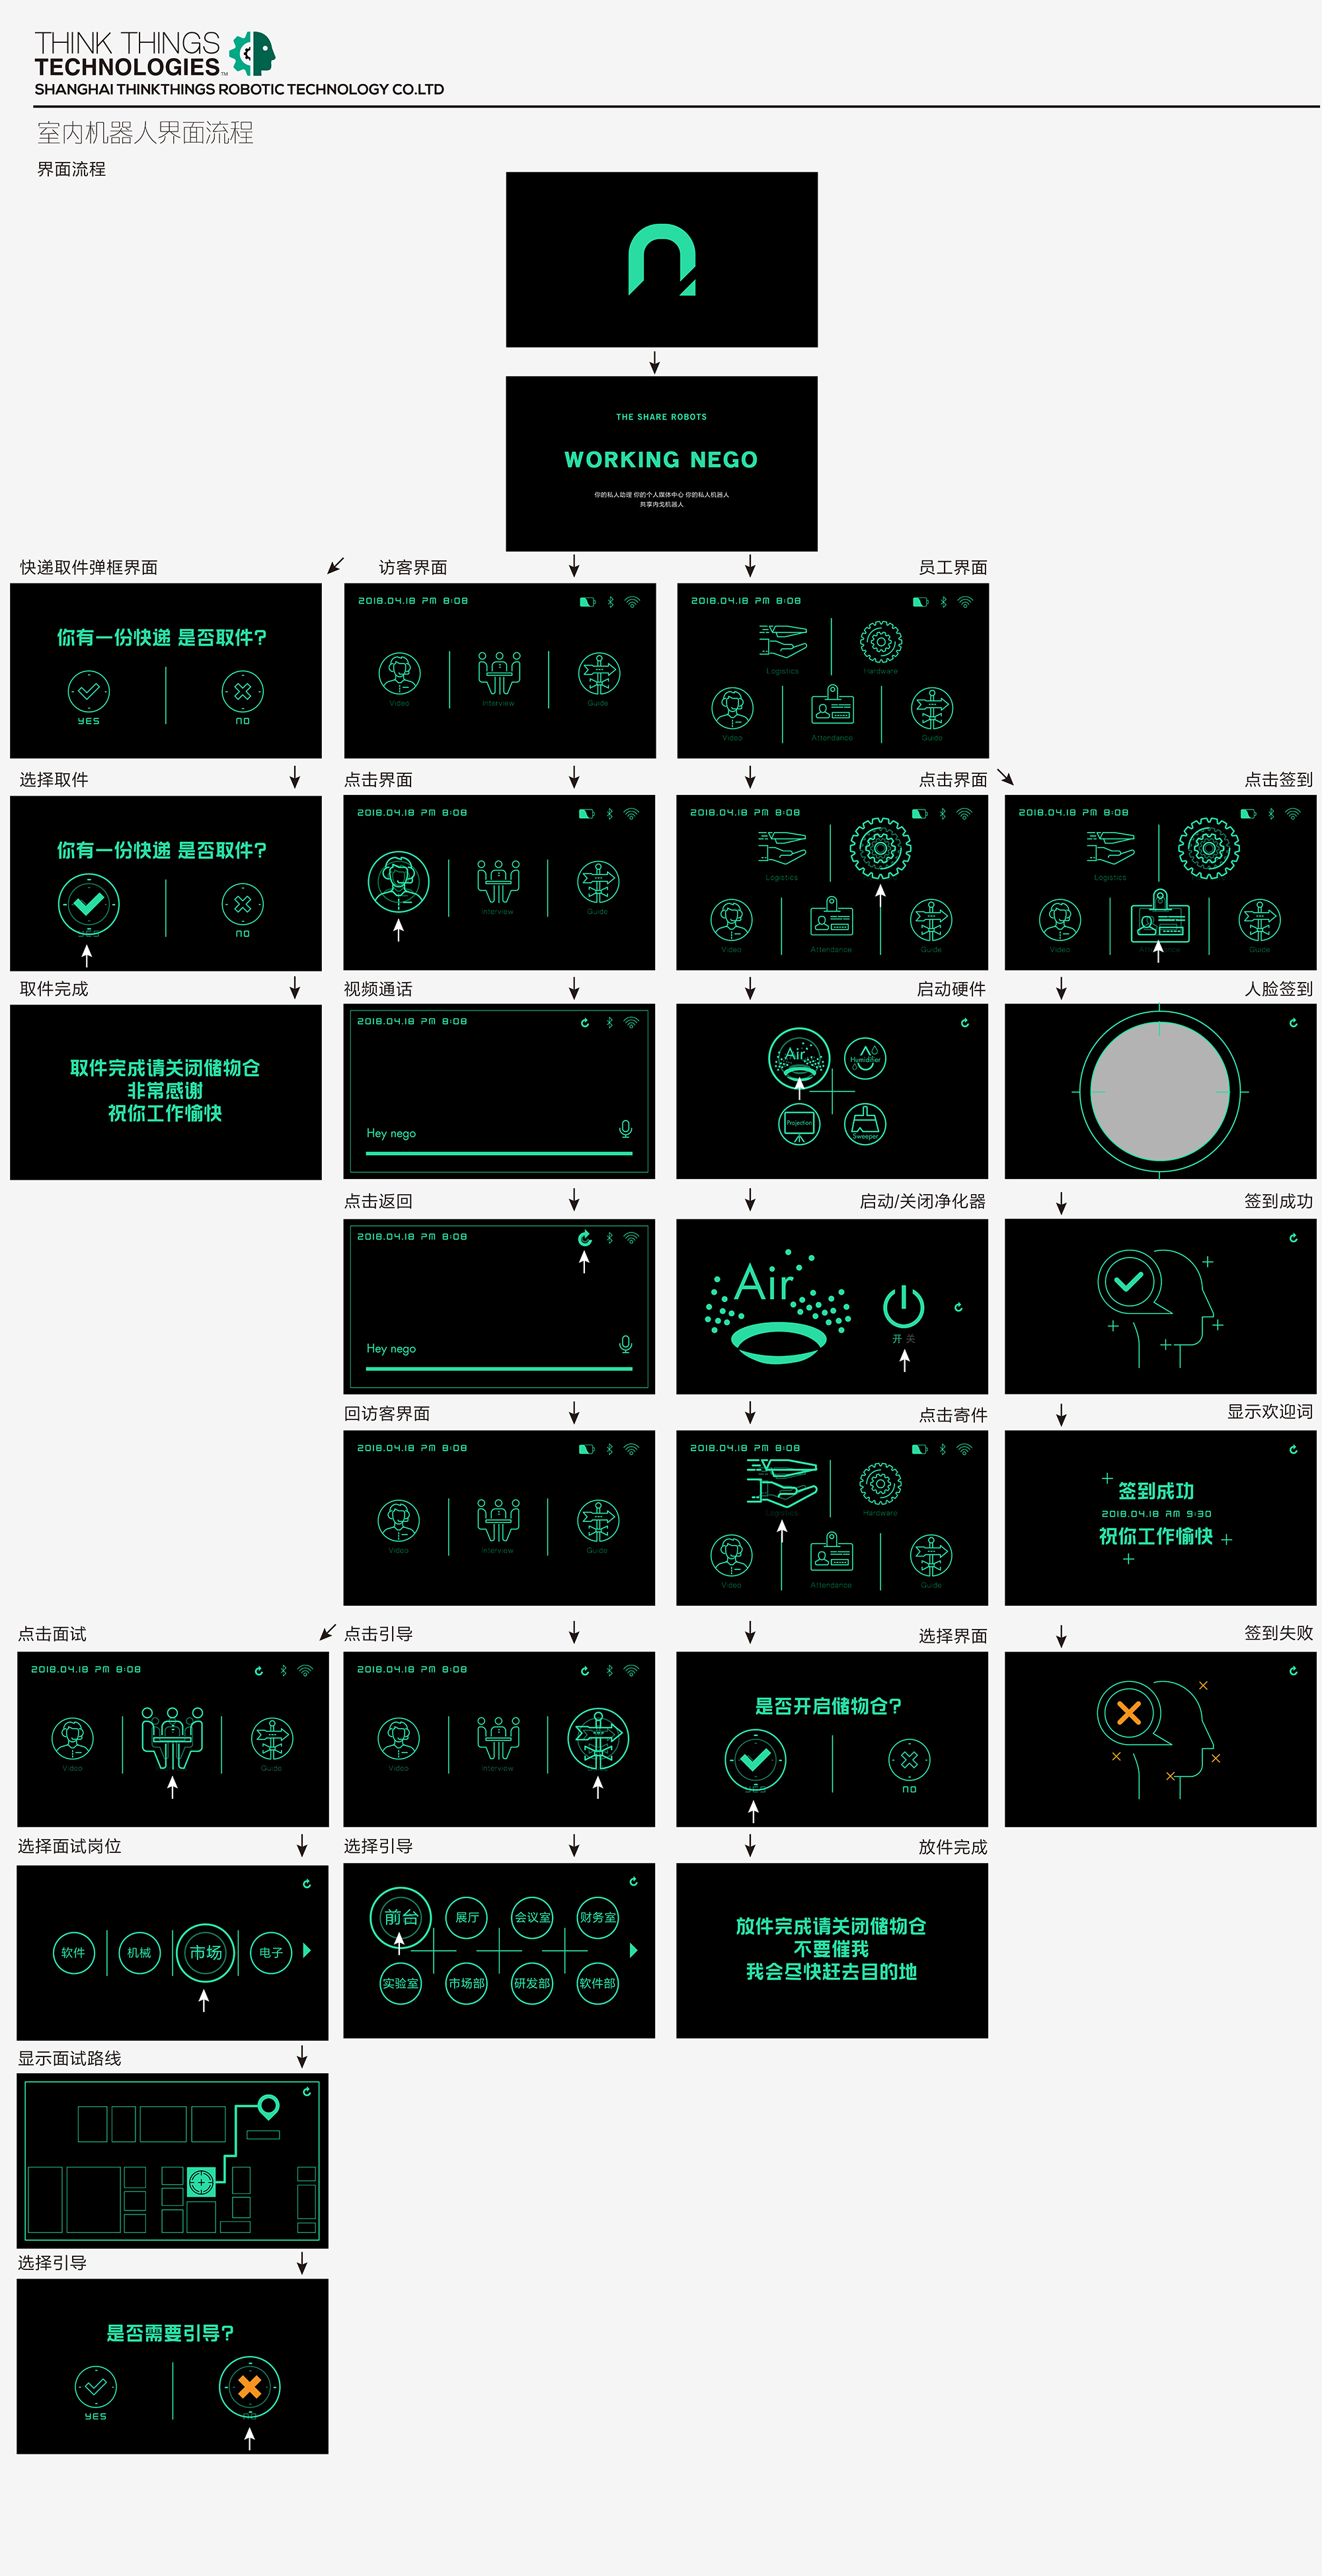 THINK THINGS
TECHNOLOGIES TM
SHANGHAI THINKTHINGS ROBOTIC TECHNOLOGY CO.LTD
室内机器人界面流程
界面流程
THE SHARE ROBOTS
WORKING NEGO
你的私人助理 你的个人媒体中心 你的私人机器人
共享内戈机器人
快递取件弹框界面
访客界面
员工界面
你有一份快递 是否取件?
YES
NO
2018.04.18 PM 8:08
Video
Interview
Guide
2018.04.18 PM 8:08
Logistics
Hardware
Video
Attendance
Guide
选择取件
点击界面
点击界面
点击签到
你有一份快递 是否取件?
YES
NO
2018.04.18 PM 8:08
Interview
Guide
2018.04.18 PM 8:08
Logistics
Video
Attendance
Guide
2018.04.18 PM 8:08
Logistics
Video
Attendance
Guide
取件完成
视频通话
启动硬件
人脸签到
取件完成请关闭储物仓
非常感谢
祝你工作愉快
2018.04.18 PM 8:08
Hey nego
Air
Humidifier
Projection
Sweeper
点击返回
启动/关闭净化器
签到成功
2018.04.18 PM 8:08
Hey nego
Air
开 关
回访客界面
点击寄件
显示欢迎词
2018.04.18 PM 8:08
Video
Interview
Guide
2018.04.18 PM 8:08
Logistics
Hardware
Video
Attendance
Guide
签到成功
2018.04.18 AM 9:30
祝你工作愉快
点击面试
点击引导
选择界面
签到失败
2018.04.18 PM 8:08
Video
Guide
2018.04.18 PM 8:08
Video
Interview
是否开启储物仓?
YES
NO
选择面试岗位
选择引导
放件完成
软件
机械
市场
电子
前台
展厅
会议室
财务室
实验室
市场部
研发部
软件部
放件完成请关闭储物仓
不要催我
我会尽快赶去目的地
显示面试路线
选择引导
是否需要引导?
YES
NO